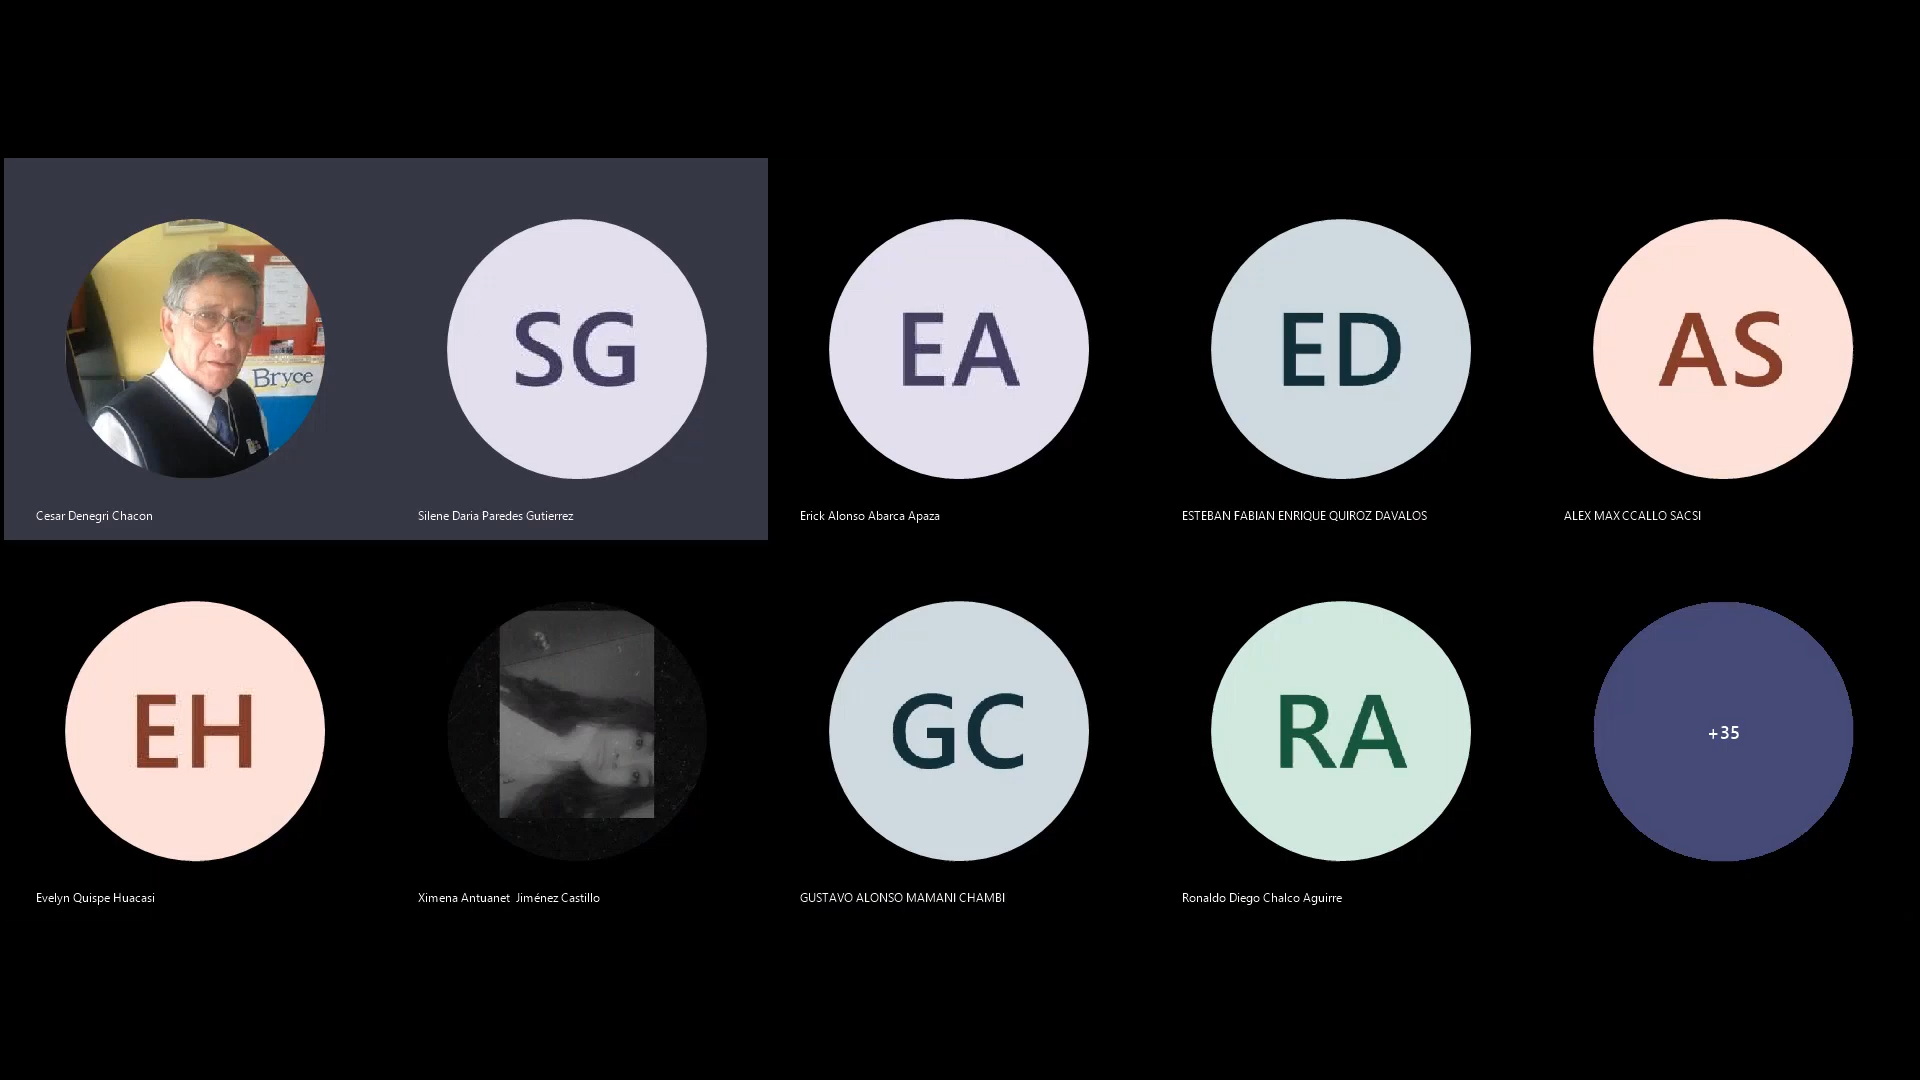 Bryce
SG
EA
ED
AS
Cesar Denegri Chacon
Silene Daria Paredes Gutierrez
Erick Alonso Abarca Apaza
ESTEBAN FABIAN ENRIQUE QUIROZ DAVALOS
ALEX MAX CCALLO SACSI
EH
GC
RA
+35
Evelyn Quispe Huacasi
Ximena Antuanet Jiménez Castillo
GUSTAVO ALONSO MAMANI CHAMBI
Ronaldo Diego Chalco Aguirre